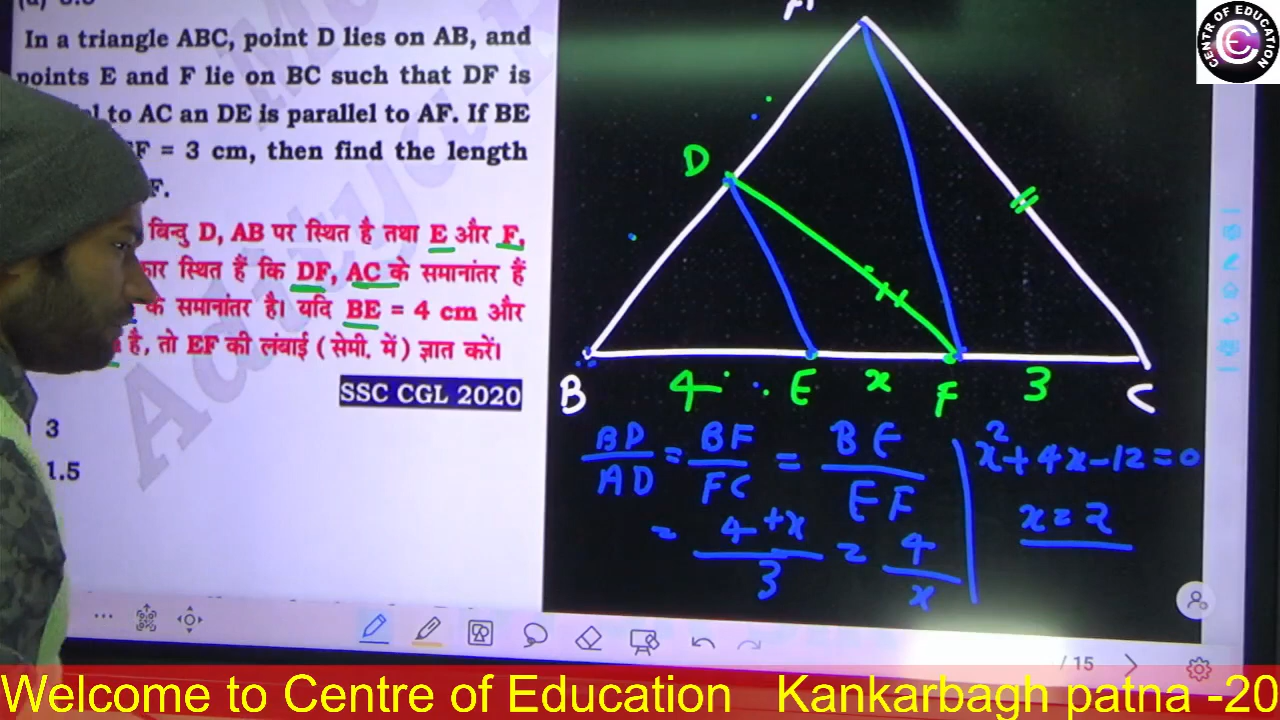 In a triangle ABC, point D lies on AB, and
points E and F lie on BC such that DF is
to AC an DE is parallel to AF. If BE
= 3 cm, then find the length
F.
बिन्दु D, AB पर स्थित है तथा E और F,
स्थित हैं कि DF, AC के समानांतर हैं
के समानांतर है। यदि BE = 4 cm और
है, तो EF की लंबाई (सेमी. में) ज्ञात करें।
SSC CGL 2020
3
1.5
D
B 4 E x F 3 C
BD/AD = BF/FC = BE/EF
= 4+x/3 = 4/x
x²+4x-12=0
x=2
/ 15
CENTR OF EDUCATION
CE
Welcome to Centre of Education Kankarbagh patna -20